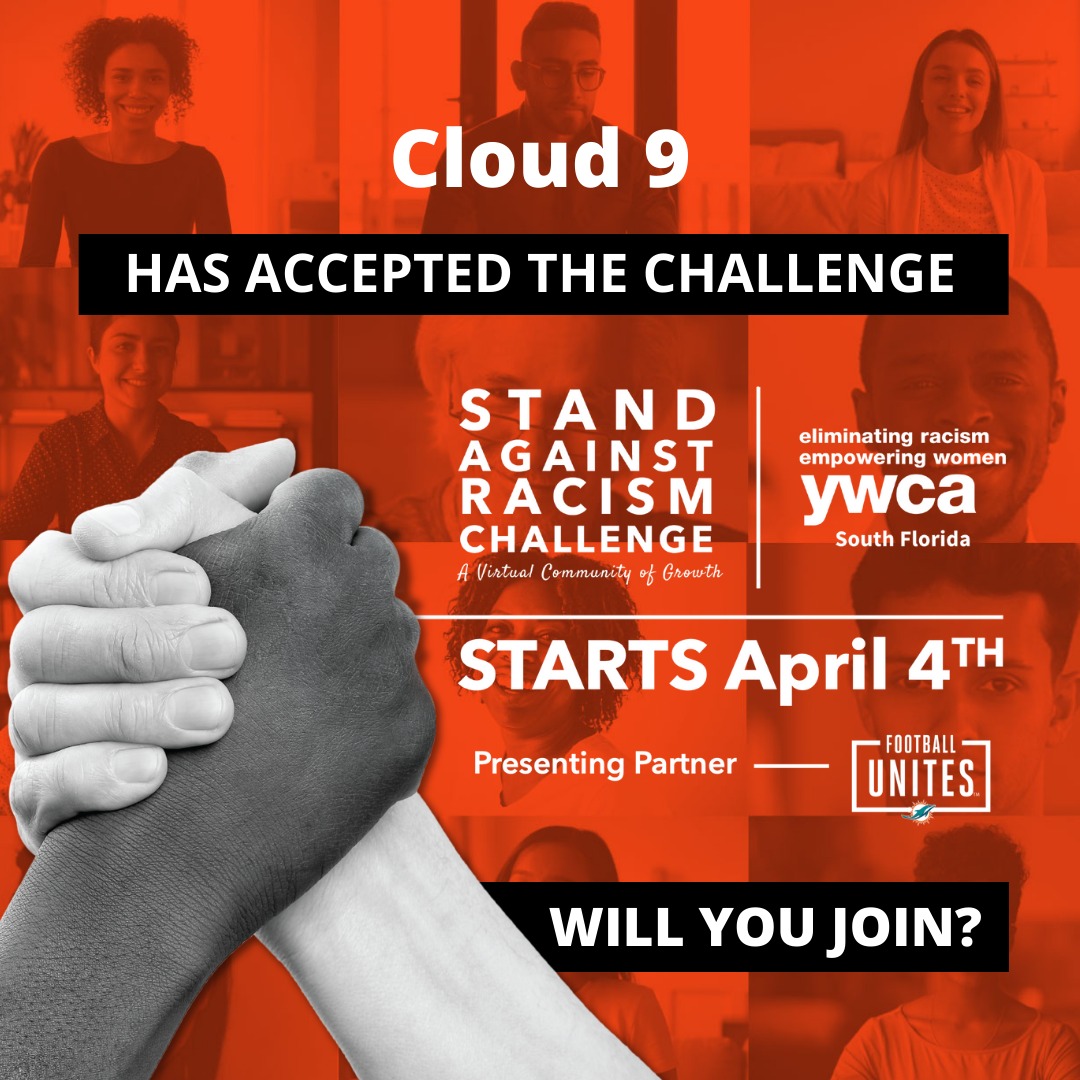 Cloud 9
HAS ACCEPTED THE CHALLENGE
STAND
AGAINST
RACISM
CHALLENGE
A Virtual Community of Growth
eliminating racism
empowering women
ywca
South Florida
STARTS April 4TH
Presenting Partner
FOOTBALL
UNITES™
WILL YOU JOIN?